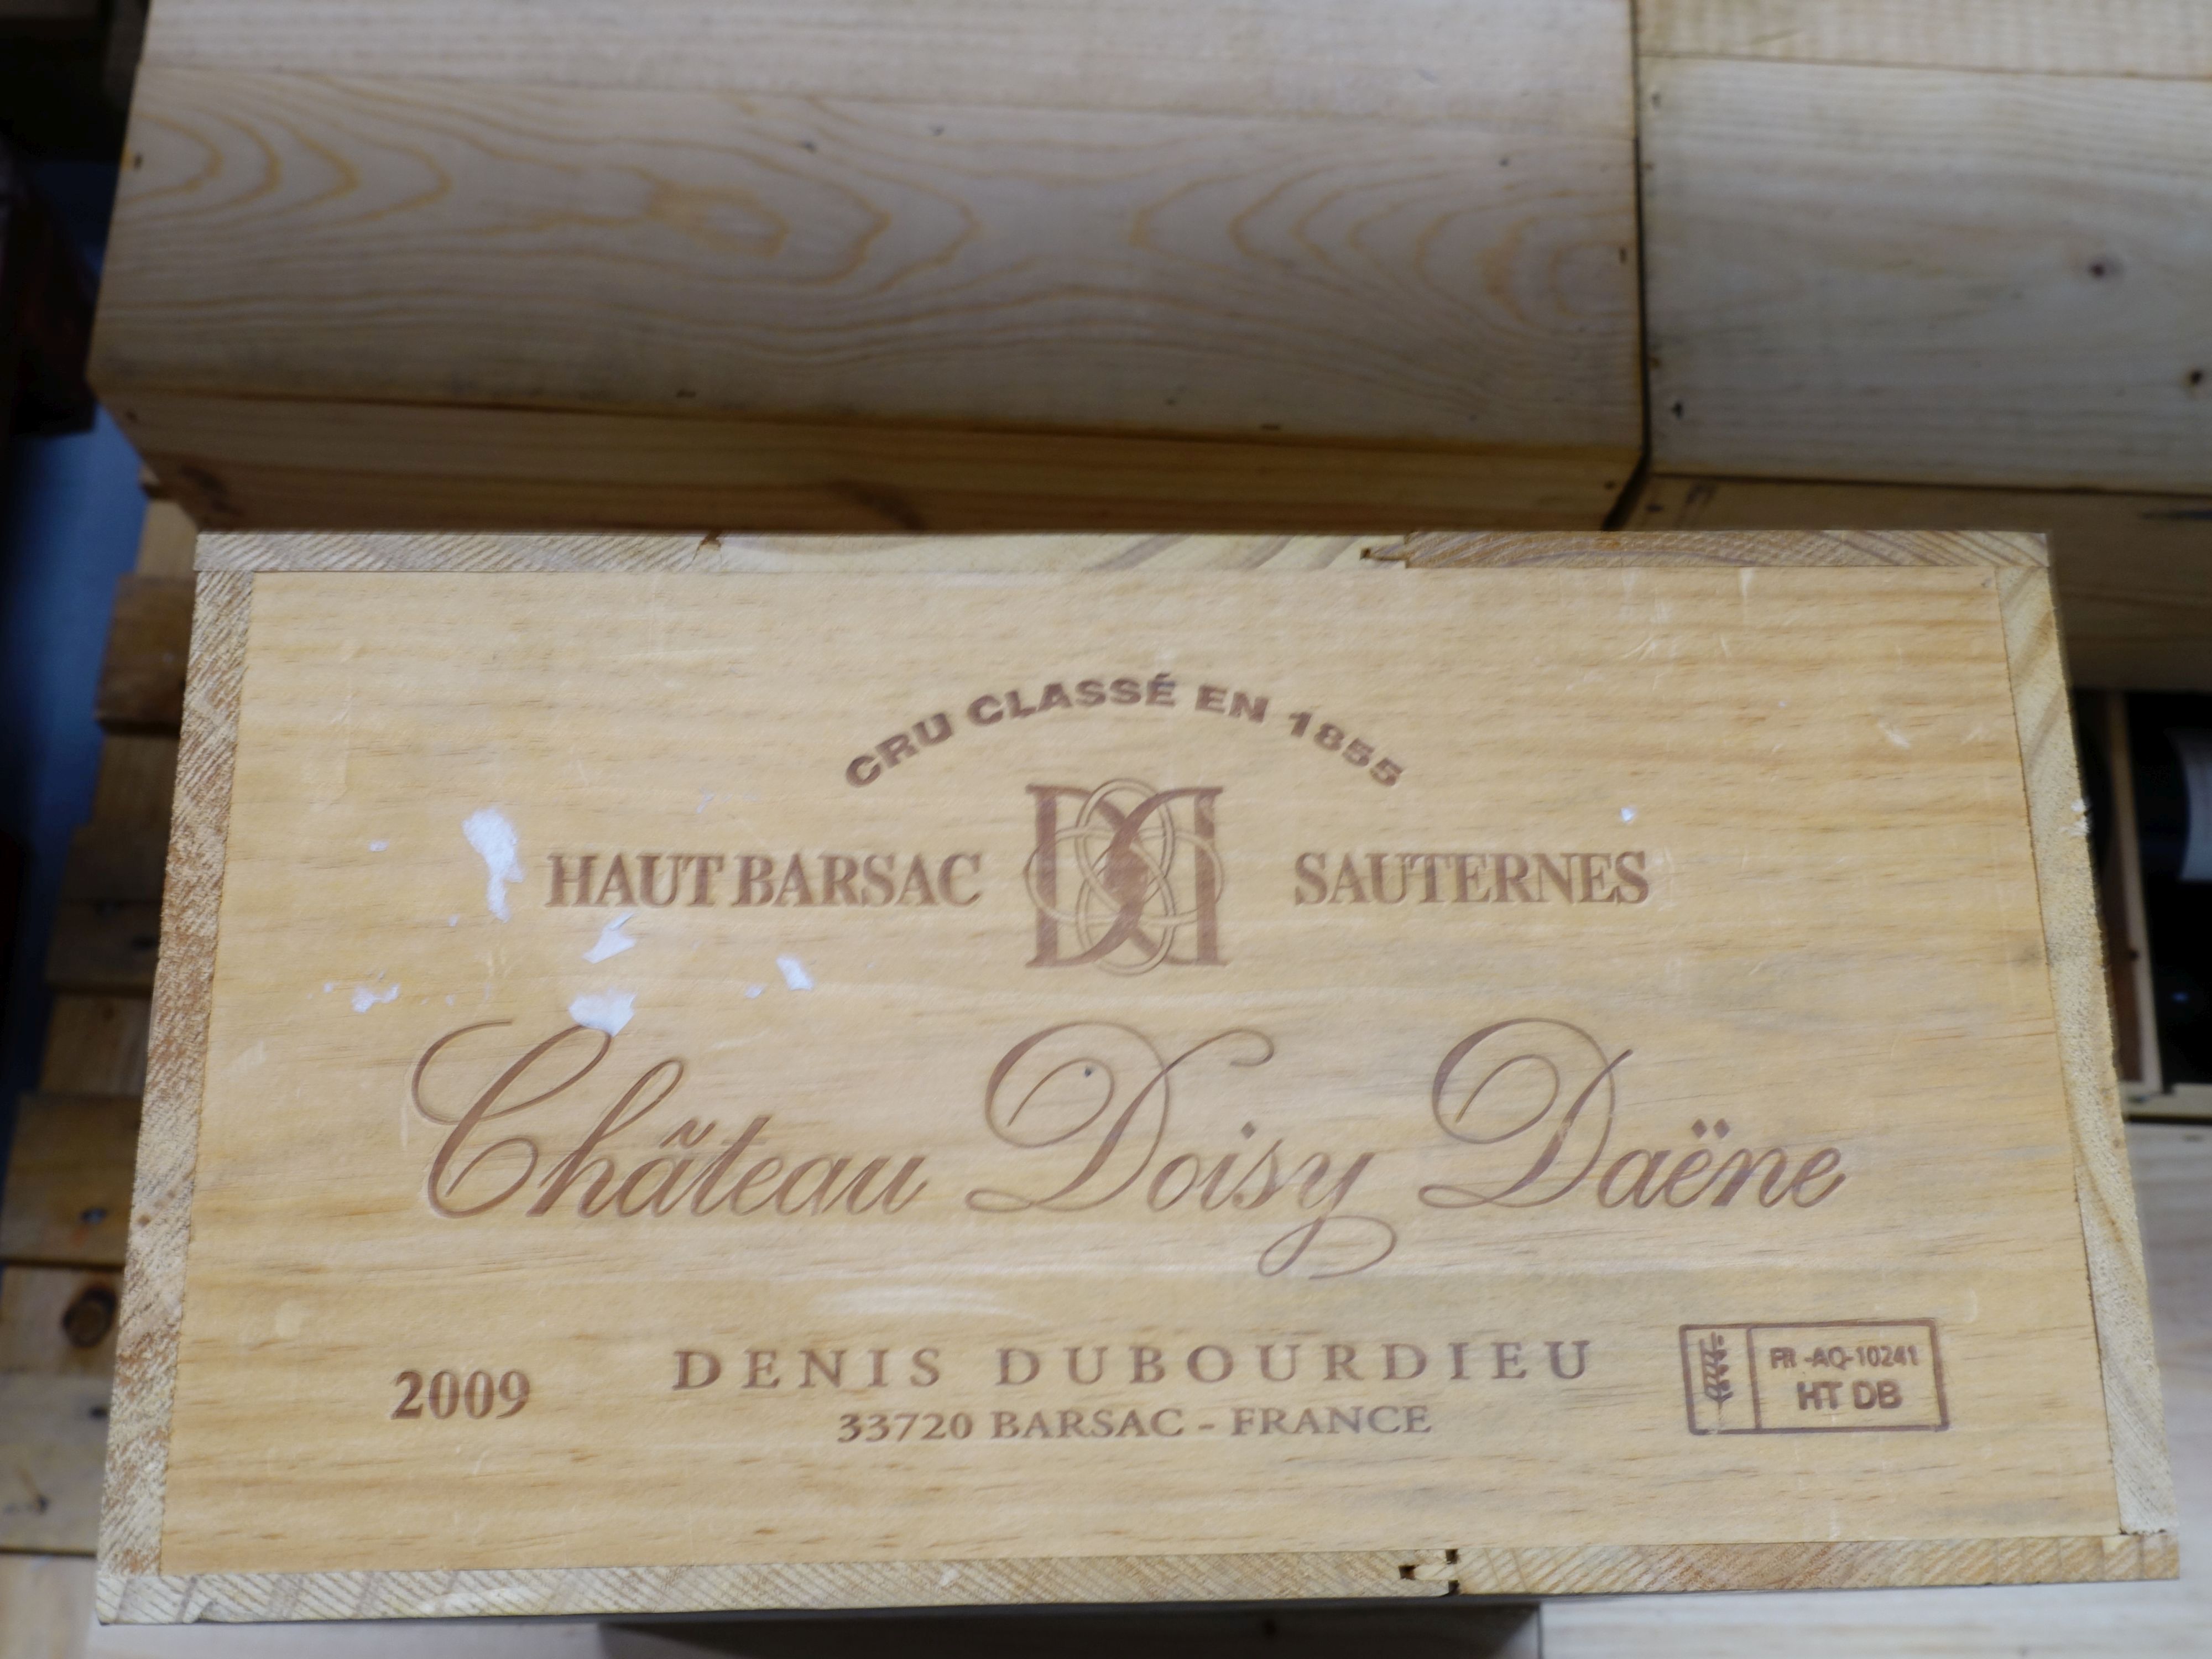 CRU CLASSÉ EN 1855
HAUT BARSAC DD SAUTERNES
Château Doisy Daëne
2009
DENIS DUBOURDIEU
33720 BARSAC - FRANCE
FR -AQ-10241
HT DB